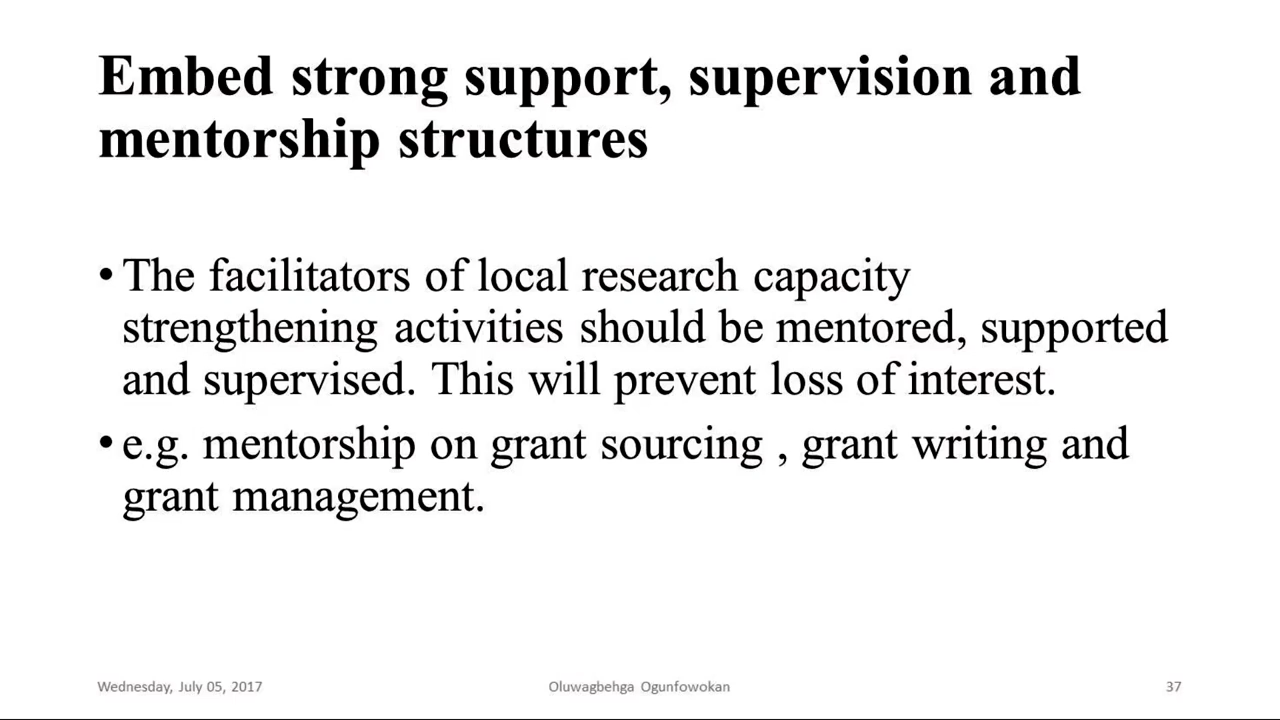 Embed strong support, supervision and
mentorship structures
• The facilitators of local research capacity
strengthening activities should be mentored, supported
and supervised. This will prevent loss of interest.
• e.g. mentorship on grant sourcing , grant writing and
grant management.
Wednesday, July 05, 2017 Oluwagbehga Ogunfowokan 37